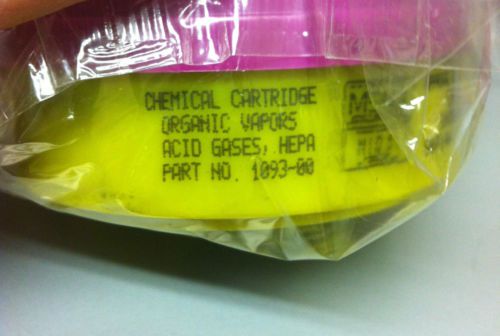 CHEMICAL CARTRIDGE
ORGANIC VAPORS
ACID GASES, HEPA
PART NO. 1093-00